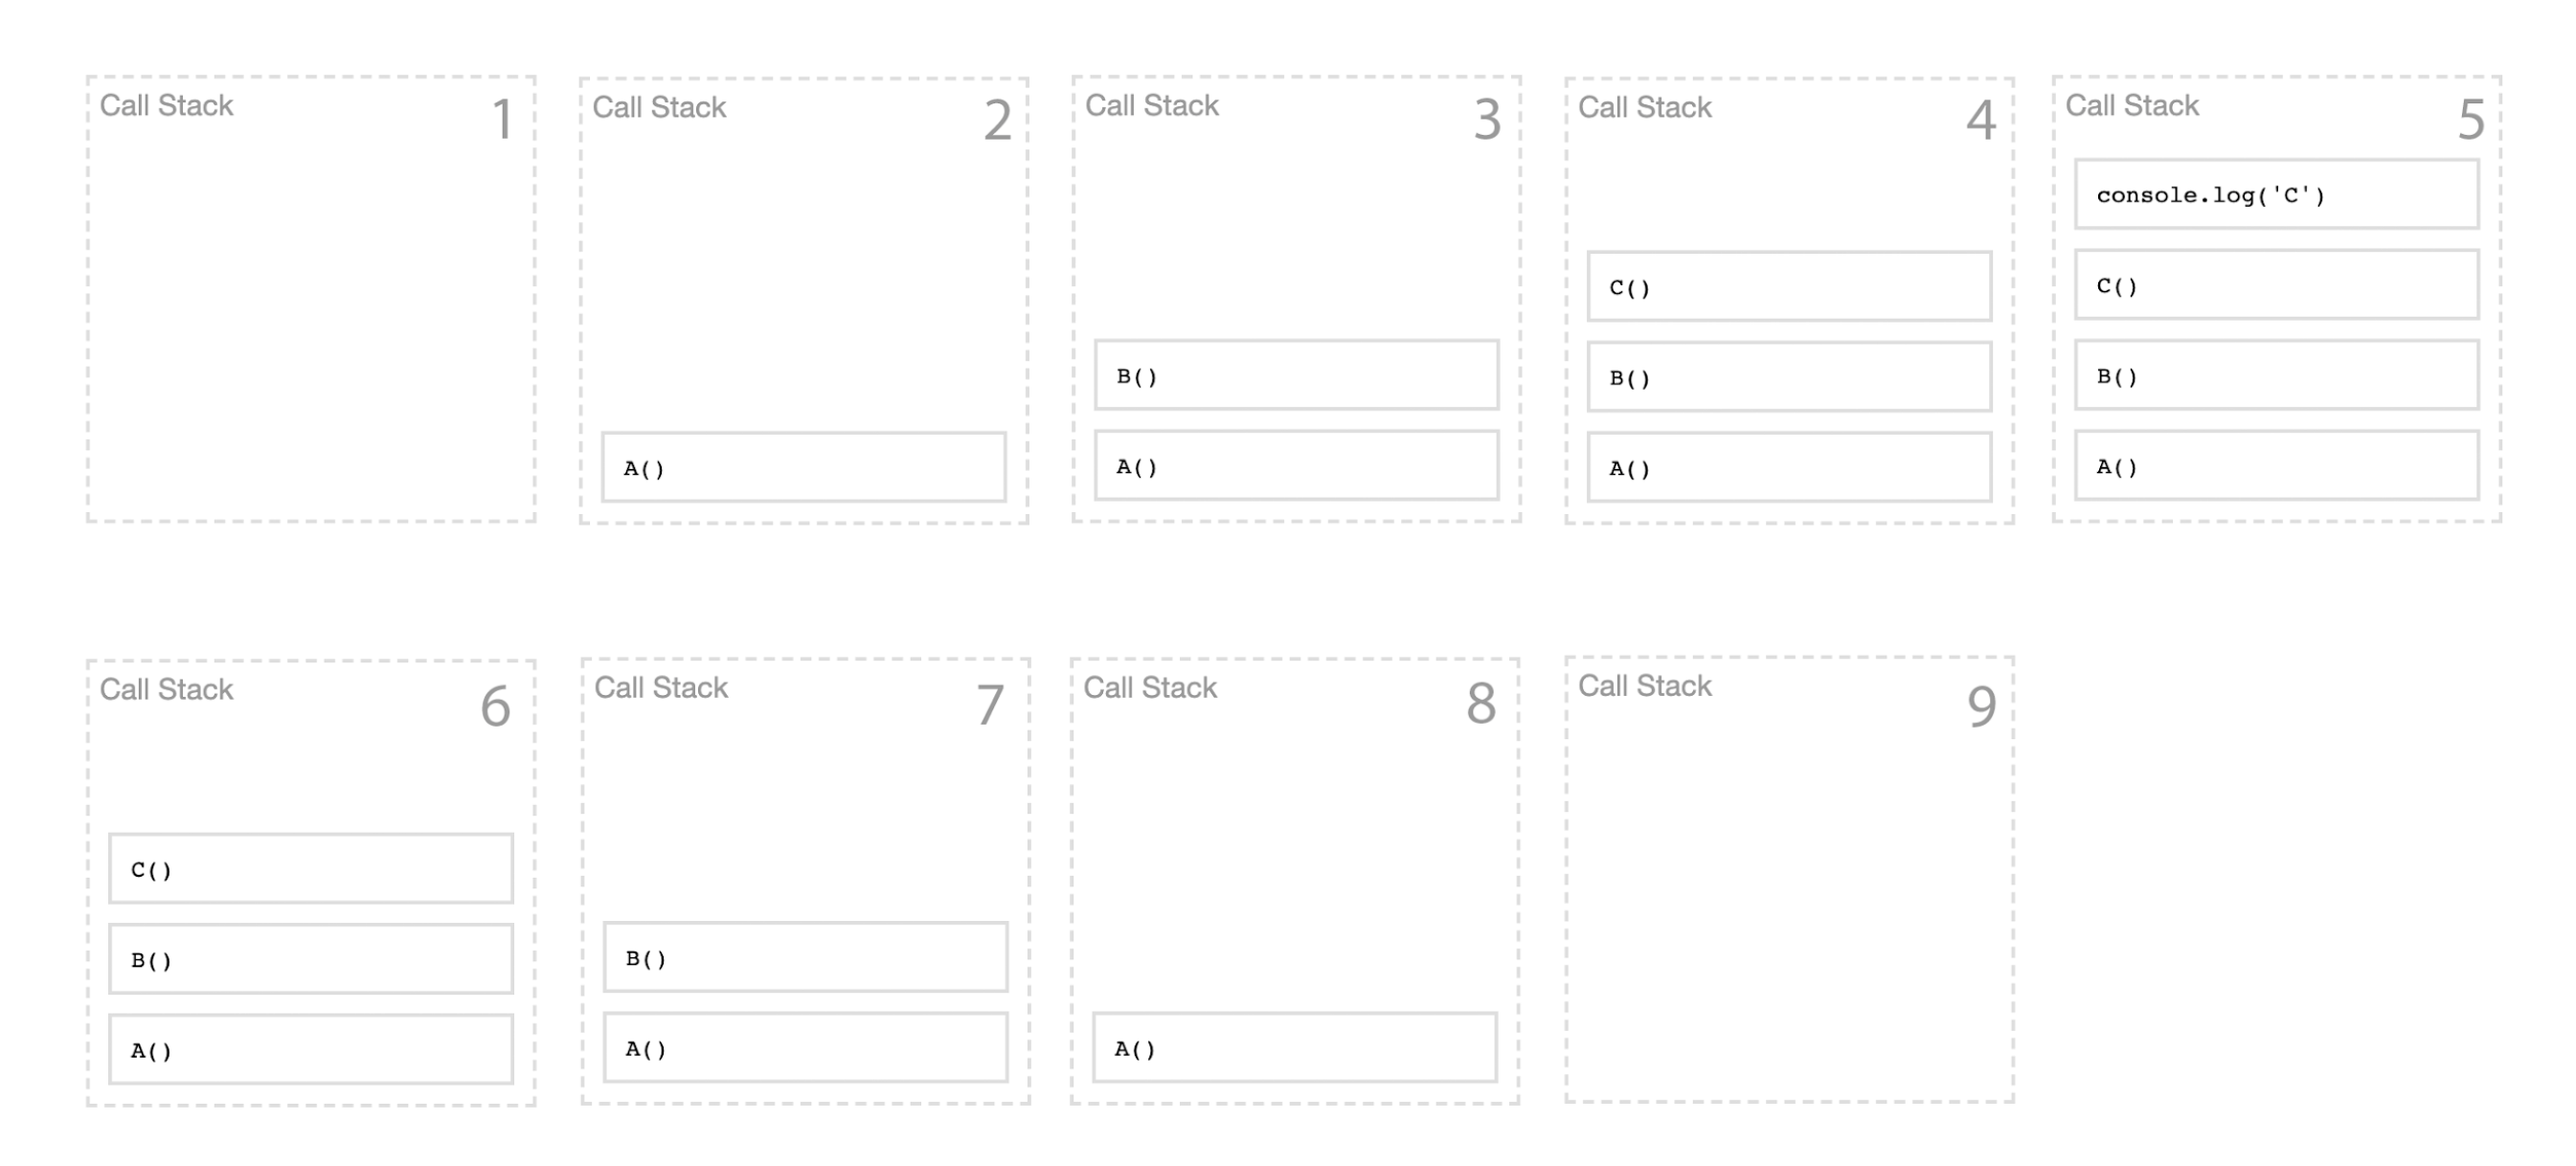 Call Stack 1
Call Stack 2
A()
Call Stack 3
B()
A()
Call Stack 4
C()
B()
A()
Call Stack 5
console.log('C')
C()
B()
A()
Call Stack 6
C()
B()
A()
Call Stack 7
B()
A()
Call Stack 8
A()
Call Stack 9